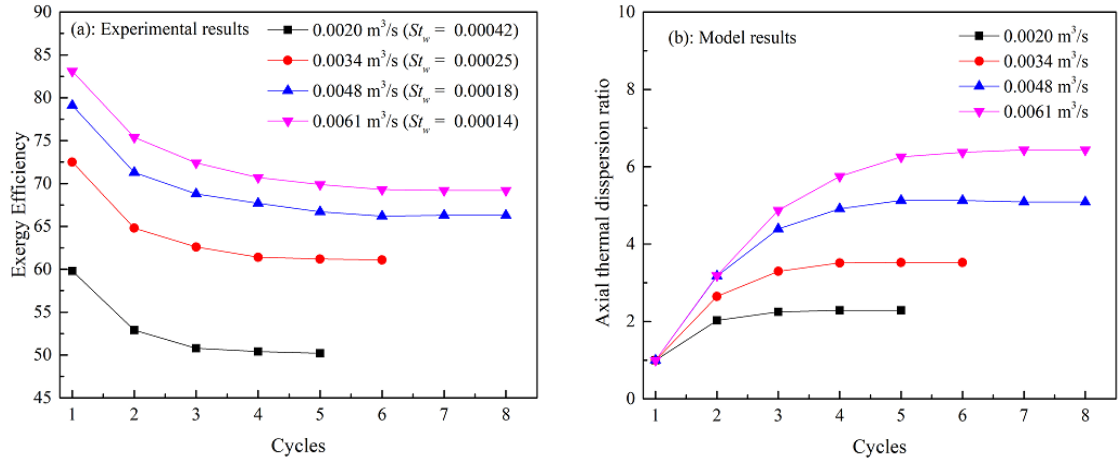 (a): Experimental results
0.0020 m³/s (St_w = 0.00042)
0.0034 m³/s (St_w = 0.00025)
0.0048 m³/s (St_w = 0.00018)
0.0061 m³/s (St_w = 0.00014)
Exergy Efficiency
90
85
80
75
70
65
60
55
50
45
1 2 3 4 5 6 7 8
Cycles
(b): Model results
0.0020 m³/s
0.0034 m³/s
0.0048 m³/s
0.0061 m³/s
Axial thermal disspersion ratio
10
8
6
4
2
0
1 2 3 4 5 6 7 8
Cycles